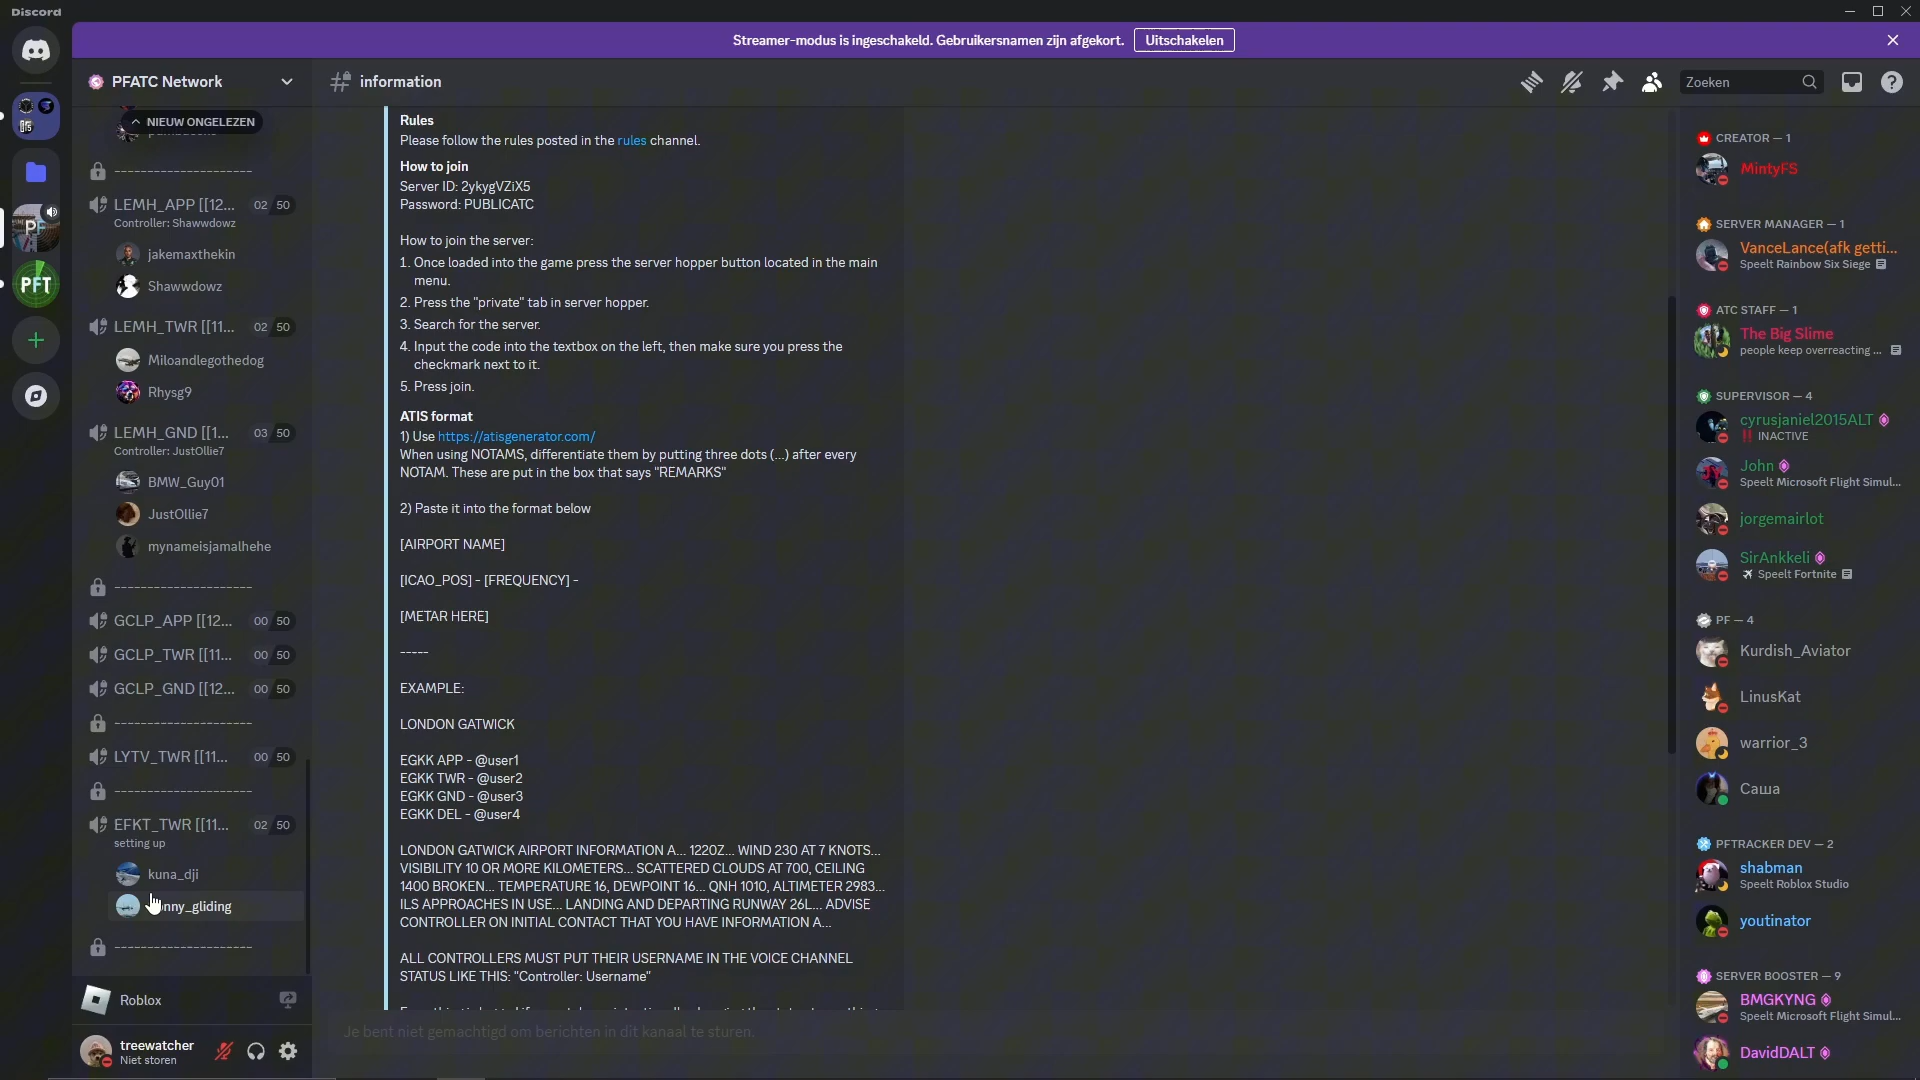 Discord
Streamer-modus is ingeschakeld. Gebruikersnamen zijn afgekort.
Uitschakelen
PFATC Network
information
Zoeken
NIEUW ONGELEZEN
----------------------
LEMH_APP [[12...
02 50
Controller: Shawwdowz
jakemaxthekin
Shawwdowz
LEMH_TWR [[11...
02 50
Miloandlegothedog
Rhysg9
LEMH_GND [[1...
03 50
Controller: JustOllie7
BMW_Guy01
JustOllie7
mynameisjamalhehe
----------------------
GCLP_APP [[12...
00 50
GCLP_TWR [[11...
00 50
GCLP_GND [[12...
00 50
----------------------
LYTV_TWR [[11...
00 50
----------------------
EFKT_TWR [[11...
02 50
setting up
kuna_dji
nny_gliding
----------------------
Roblox
treewatcher
Niet storen
PF
PFT
Rules
Please follow the rules posted in the rules channel.
How to join
Server ID: 2ykygVZiX5
Password: PUBLICATC
How to join the server:
1. Once loaded into the game press the server hopper button located in the main
menu.
2. Press the "private" tab in server hopper.
3. Search for the server.
4. Input the code into the textbox on the left, then make sure you press the
checkmark next to it.
5. Press join.
ATIS format
1) Use https://atisgenerator.com/
When using NOTAMS, differentiate them by putting three dots (...) after every
NOTAM. These are put in the box that says "REMARKS"
2) Paste it into the format below
[AIRPORT NAME]
[ICAO_POS] - [FREQUENCY] -
[METAR HERE]
-----
EXAMPLE:
LONDON GATWICK
EGKK APP - @user1
EGKK TWR - @user2
EGKK GND - @user3
EGKK DEL - @user4
LONDON GATWICK AIRPORT INFORMATION A... 1220Z... WIND 230 AT 7 KNOTS...
VISIBILITY 10 OR MORE KILOMETERS... SCATTERED CLOUDS AT 700, CEILING
1400 BROKEN... TEMPERATURE 16, DEWPOINT 16... QNH 1010, ALTIMETER 2983...
ILS APPROACHES IN USE... LANDING AND DEPARTING RUNWAY 26L... ADVISE
CONTROLLER ON INITIAL CONTACT THAT YOU HAVE INFORMATION A...
ALL CONTROLLERS MUST PUT THEIR USERNAME IN THE VOICE CHANNEL
STATUS LIKE THIS: "Controller: Username"
Je bent niet gemachtigd om berichten in dit kanaal te sturen.
CREATOR — 1
MintyFS
SERVER MANAGER — 1
VanceLance(afk getti...
Speelt Rainbow Six Siege
ATC STAFF — 1
The Big Slime
people keep overreacting ...
SUPERVISOR — 4
cyrusjaniel2015ALT
‼️ INACTIVE
John
Speelt Microsoft Flight Simul...
jorgemairlot
SirAnkkeli
Speelt Fortnite
PF — 4
Kurdish_Aviator
LinusKat
warrior_3
Саша
PFTRACKER DEV — 2
shabman
Speelt Roblox Studio
youtinator
SERVER BOOSTER — 9
BMGKYNG
Speelt Microsoft Flight Simul...
DavidDALT